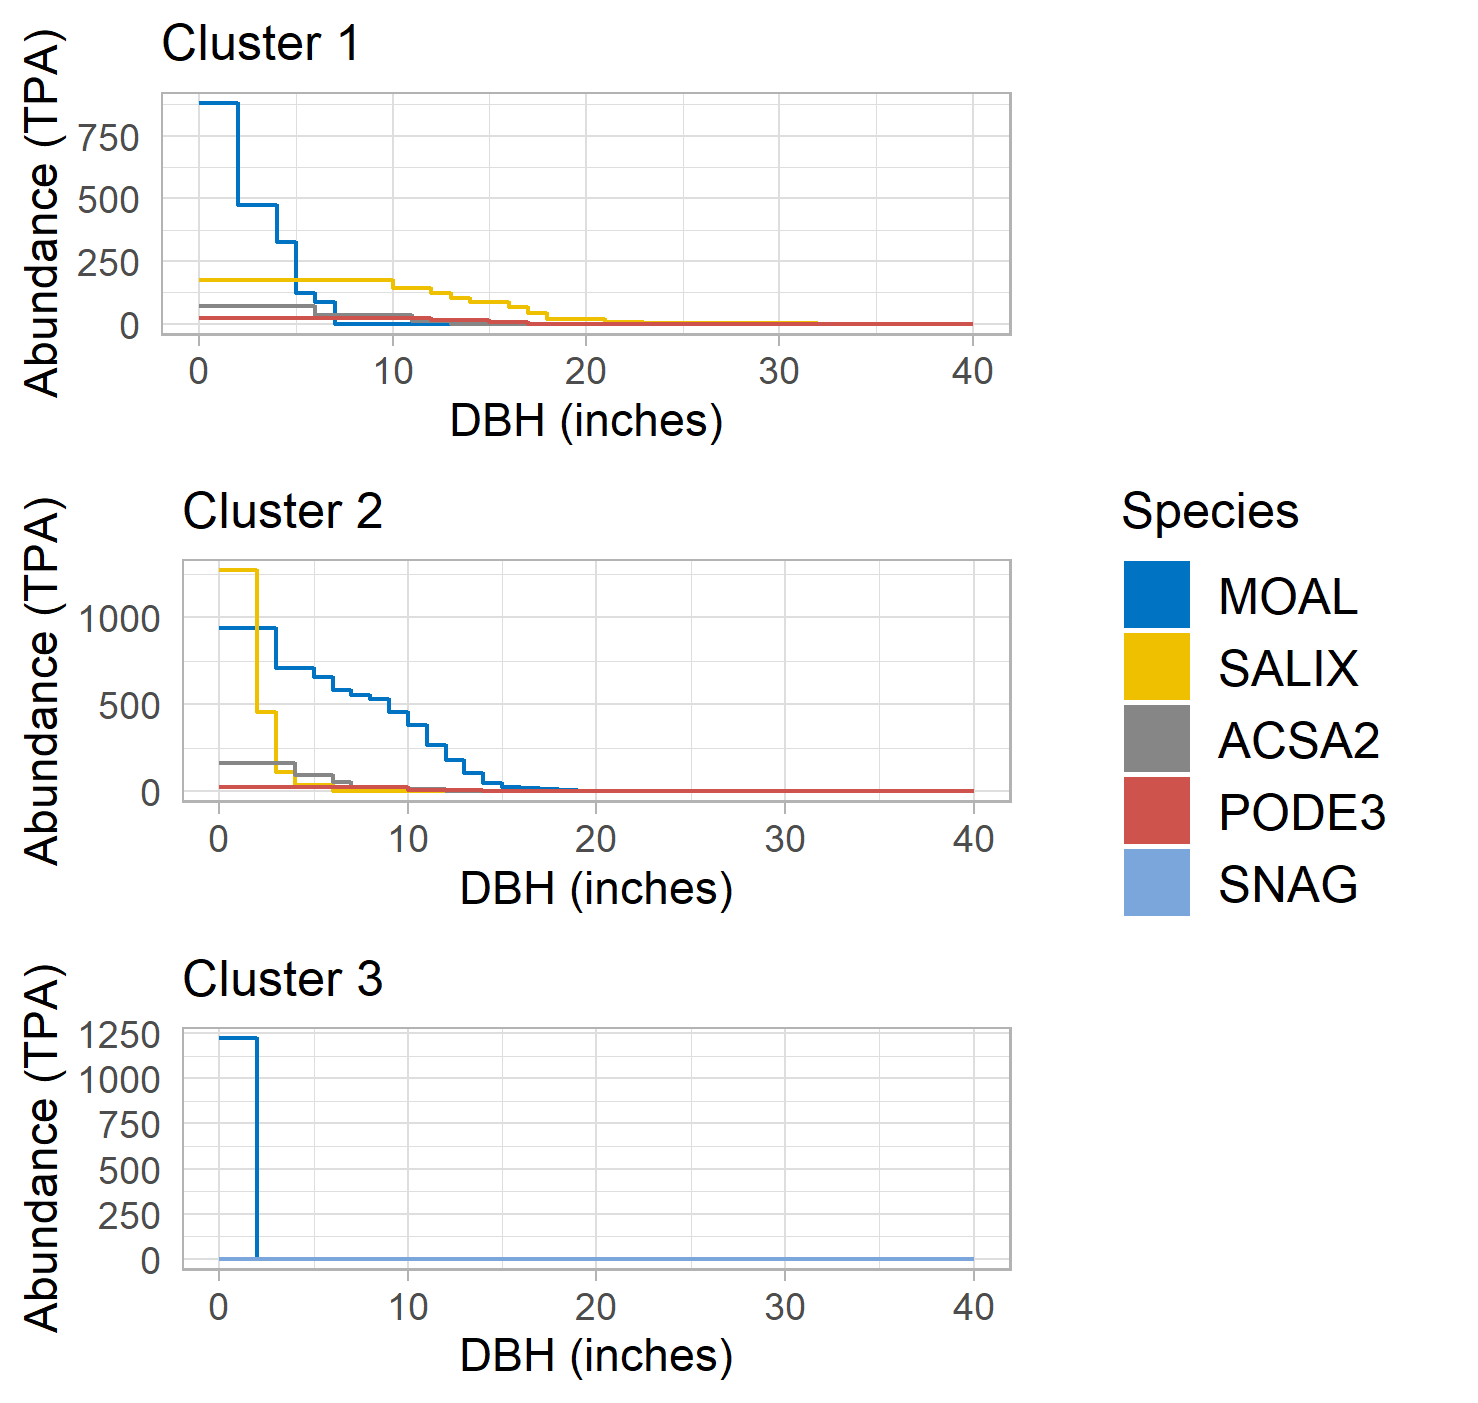 Cluster 1
Abundance (TPA)
750
500
250
0
0 10 20 30 40
DBH (inches)
Cluster 2
Abundance (TPA)
1000
500
0
0 10 20 30 40
DBH (inches)
Species
MOAL
SALIX
ACSA2
PODE3
SNAG
Cluster 3
Abundance (TPA)
1250
1000
750
500
250
0
0 10 20 30 40
DBH (inches)